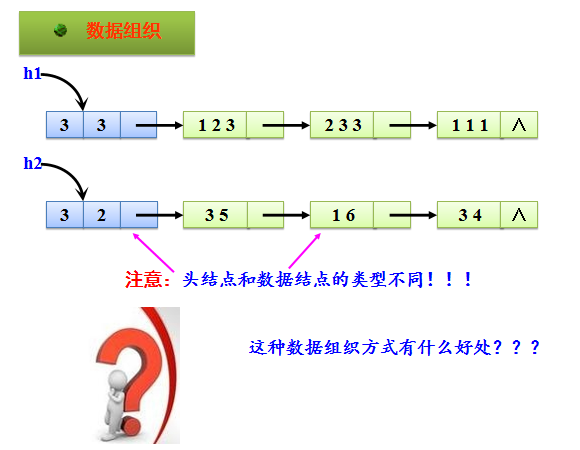 数据组织
h1
3 3 1 2 3 2 3 3 1 1 1 ∧
h2
3 2 3 5 1 6 3 4 ∧
注意：头结点和数据结点的类型不同！！！
这种数据组织方式有什么好处？？？